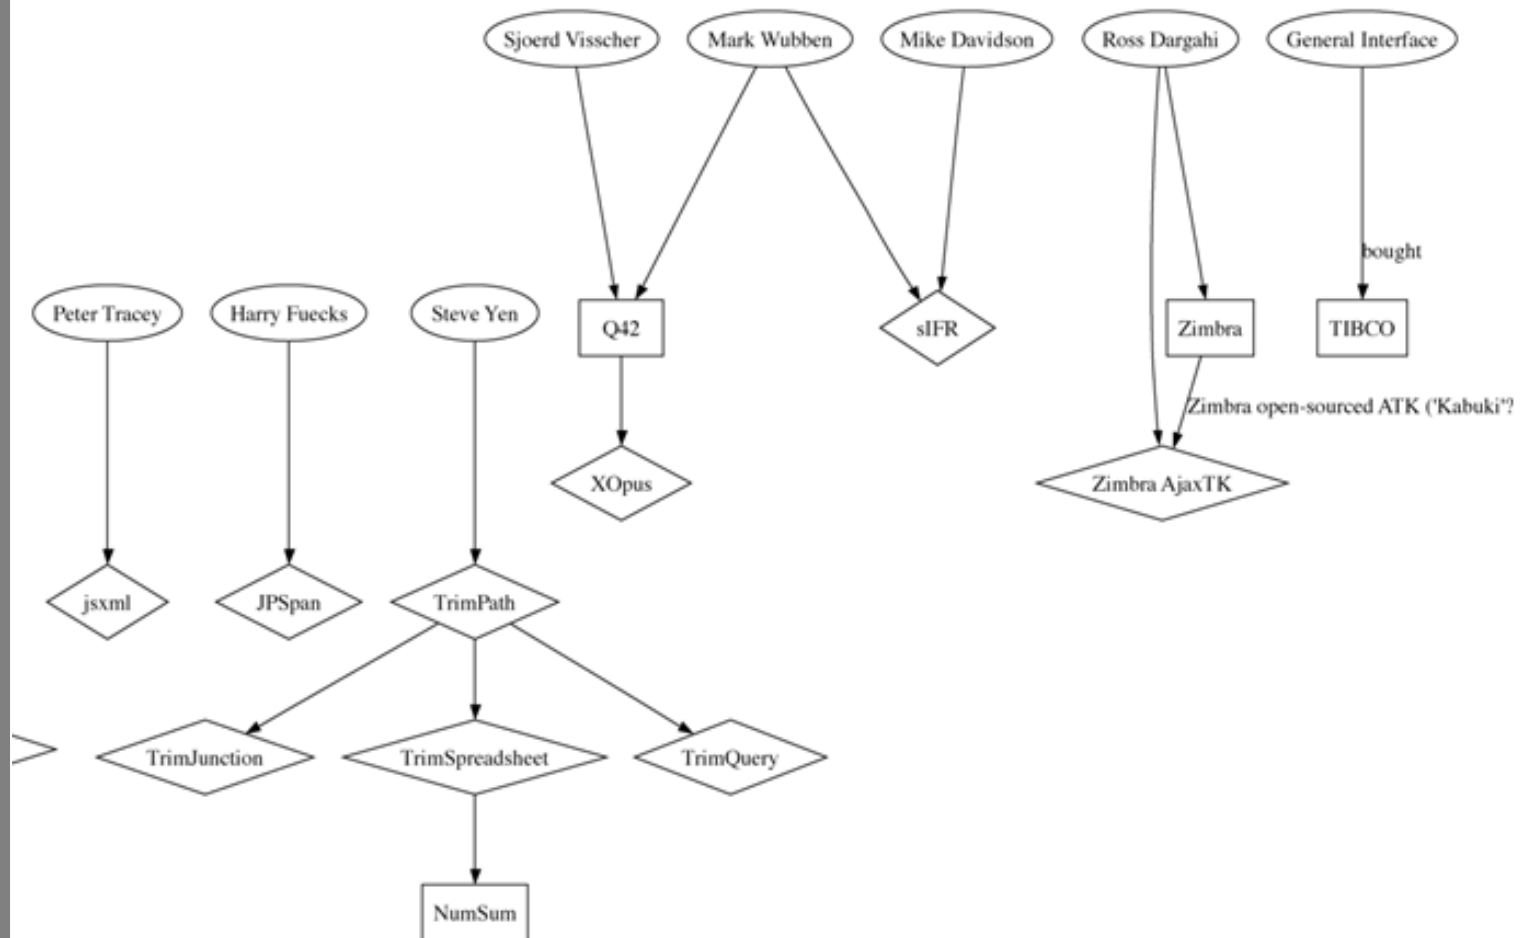 Sjoerd Visscher
Mark Wubben
Mike Davidson
Ross Dargahi
General Interface
bought
Peter Tracey
Harry Fuecks
Steve Yen
Q42
sIFR
Zimbra
TIBCO
Zimbra open-sourced ATK ('Kabuki'?
XOpus
Zimbra AjaxTK
jsxml
JPSpan
TrimPath
TrimJunction
TrimSpreadsheet
TrimQuery
NumSum